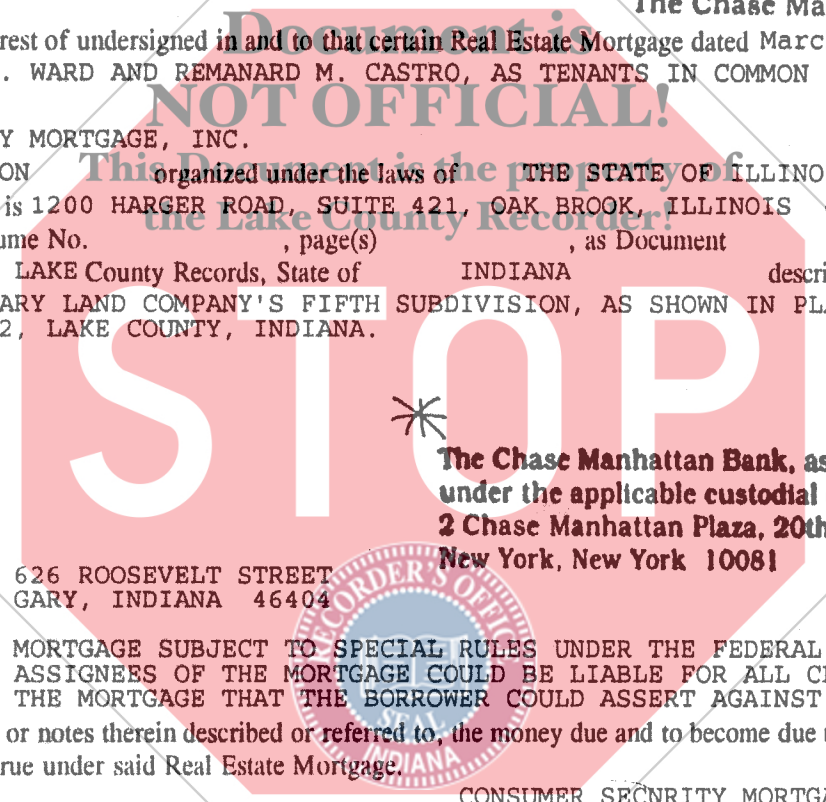 The Chase Ma
rest of undersigned in and to that certain Real Estate Mortgage dated Marc
. WARD AND REMANARD M. CASTRO, AS TENANTS IN COMMON
Y MORTGAGE, INC.
ON organized under the laws of THE STATE OF ILLINO
is 1200 HARGER ROAD, SUITE 421, OAK BROOK, ILLINOIS
ume No. , page(s) , as Document
LAKE County Records, State of INDIANA descri
ARY LAND COMPANY'S FIFTH SUBDIVISION, AS SHOWN IN PLA
2, LAKE COUNTY, INDIANA.
Document is
NOT OFFICIAL!
This Document is the property of
the Lake County Recorder!
STOP
The Chase Manhattan Bank, as
under the applicable custodial
2 Chase Manhattan Plaza, 20th
New York, New York 10081
626 ROOSEVELT STREET
GARY, INDIANA 46404
RECORDER'S OFFICE
SEAL
INDIANA
MORTGAGE SUBJECT TO SPECIAL RULES UNDER THE FEDERAL
ASSIGNEES OF THE MORTGAGE COULD BE LIABLE FOR ALL
THE MORTGAGE THAT THE BORROWER COULD ASSERT AGAINST
or notes therein described or referred to, the money due and to become due
rue under said Real Estate Mortgage.
CONSUMER SECNRITY MORTGA